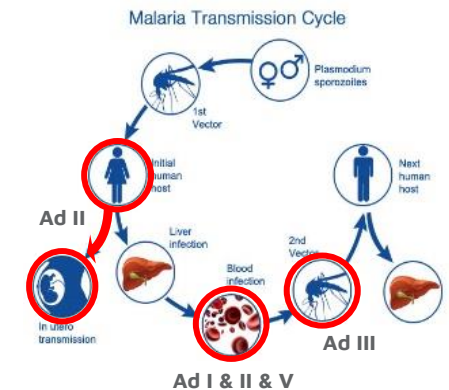 Malaria Transmission Cycle
Plasmodium
sporozoites
1st
Vector
Initial
human
host
Next
human
host
Ad II
Liver
infection
Blood
infection
2nd
Vector
In utero
transmission
Ad III
Ad I & II & V